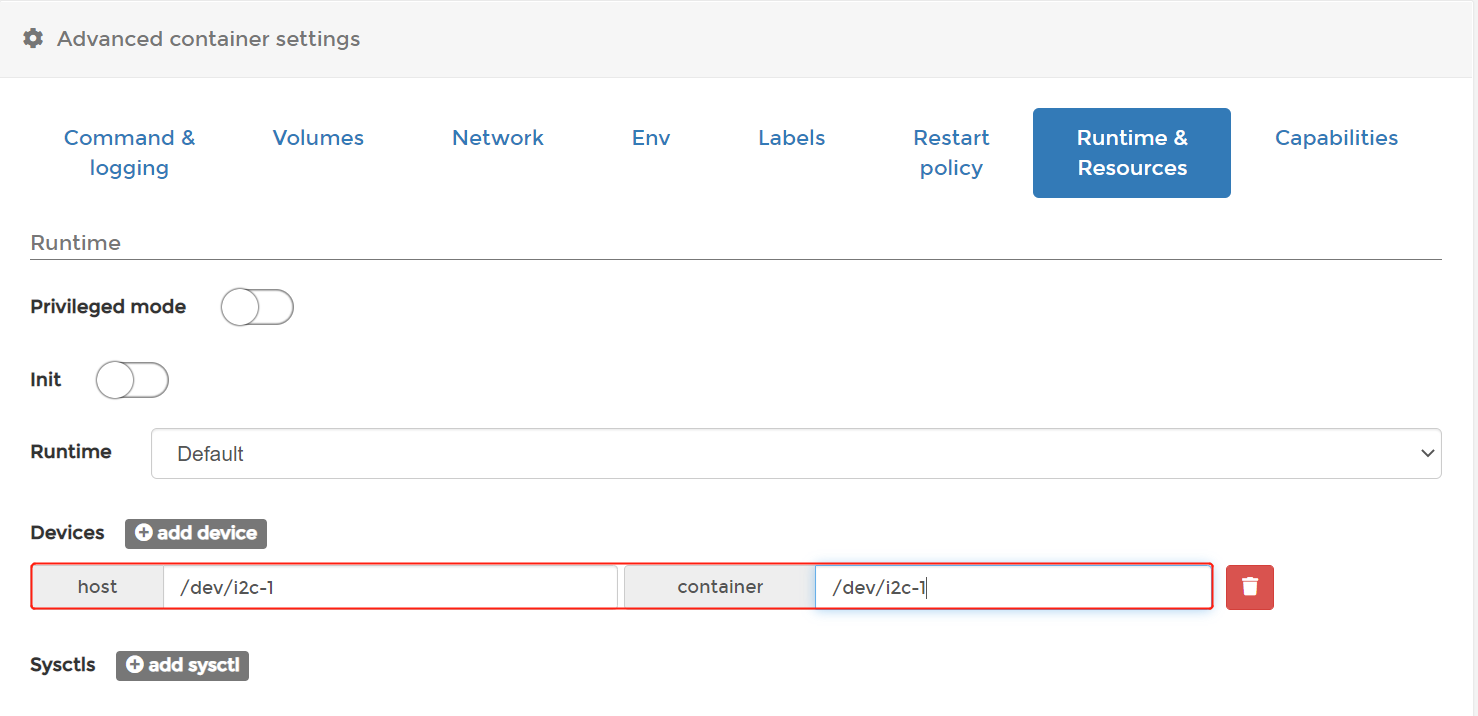 Advanced container settings
Command &
logging
Volumes
Network
Env
Labels
Restart
policy
Runtime &
Resources
Capabilities
Runtime
Privileged mode
Init
Runtime
Default
Devices
add device
host
/dev/i2c-1
container
/dev/i2c-1
Sysctls
add sysctl